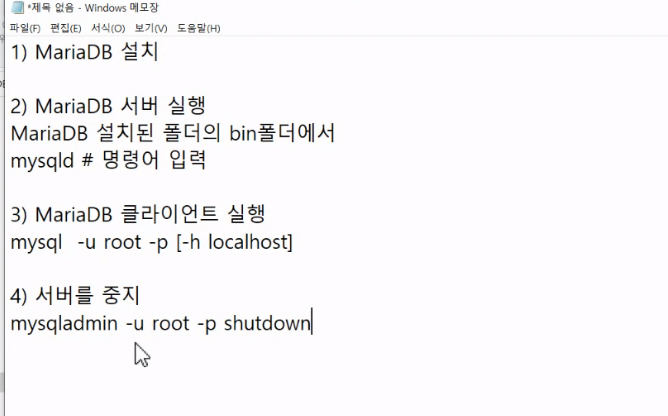 *제목 없음 - Windows 메모장
파일(F) 편집(E) 서식(O) 보기(V) 도움말(H)
1) MariaDB 설치
2) MariaDB 서버 실행
MariaDB 설치된 폴더의 bin폴더에서
mysqld # 명령어 입력
3) MariaDB 클라이언트 실행
mysql  -u root -p [-h localhost]
4) 서버를 중지
mysqladmin -u root -p shutdown